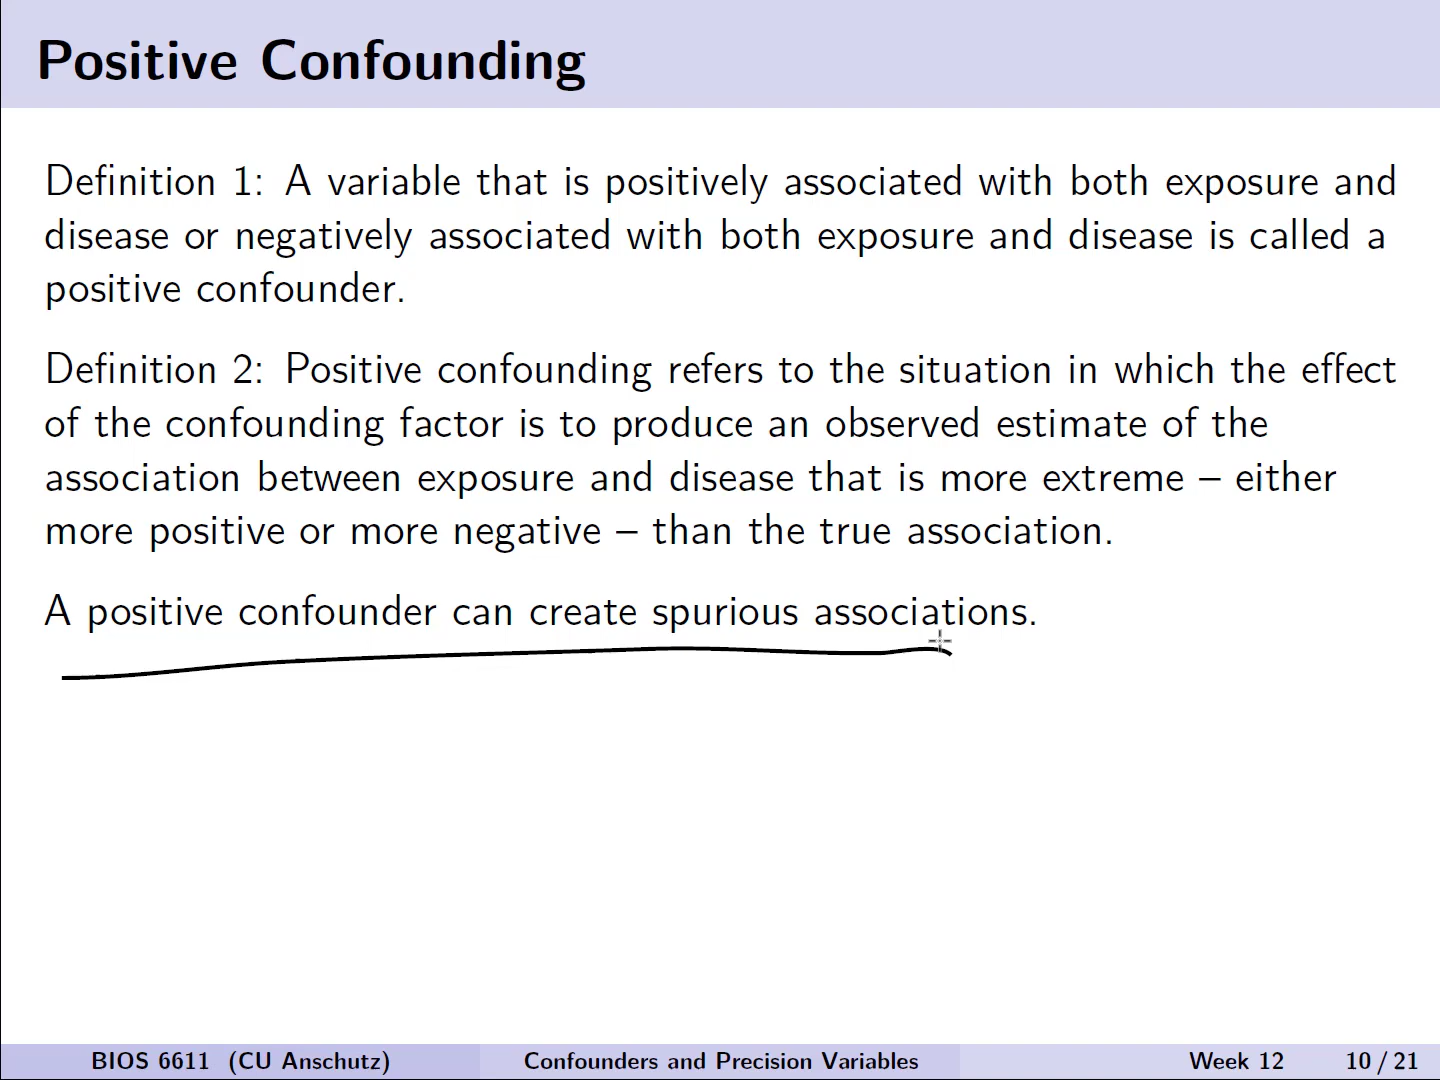 Positive Confounding
Definition 1: A variable that is positively associated with both exposure and
disease or negatively associated with both exposure and disease is called a
positive confounder.
Definition 2: Positive confounding refers to the situation in which the effect
of the confounding factor is to produce an observed estimate of the
association between exposure and disease that is more extreme – either
more positive or more negative – than the true association.
A positive confounder can create spurious associations.
BIOS 6611 (CU Anschutz) Confounders and Precision Variables Week 12 10 / 21